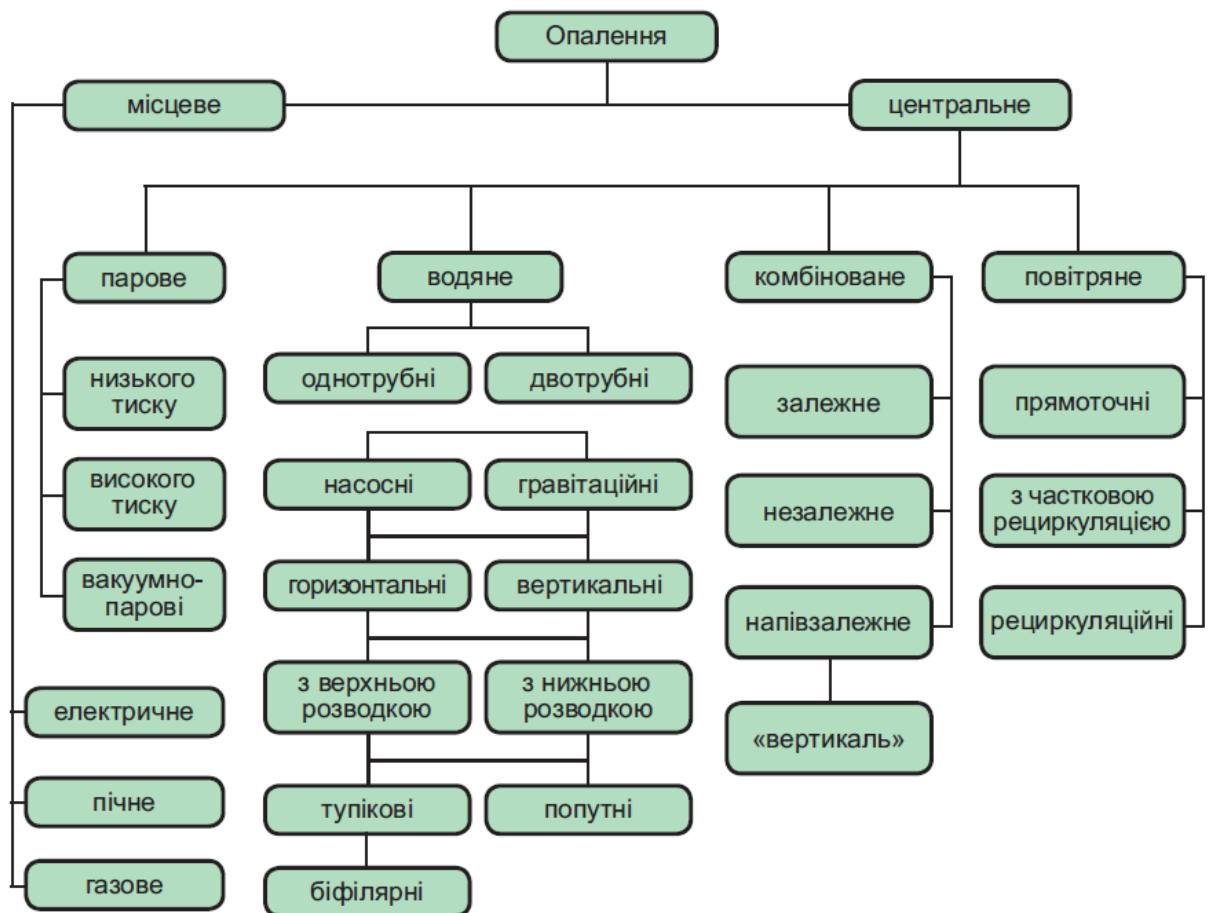 Опалення
місцеве
центральне
парове
водяне
комбіноване
повітряне
низького
тиску
однотрубні
двотрубні
залежне
прямоточні
високого
тиску
насосні
гравітаційні
незалежне
з частковою
рециркуляцією
вакуумно-
парові
горизонтальні
вертикальні
напівзалежне
рециркуляційні
з верхньою
розводкою
з нижньою
розводкою
електричне
«вертикаль»
пічне
тупікові
попутні
газове
біфілярні